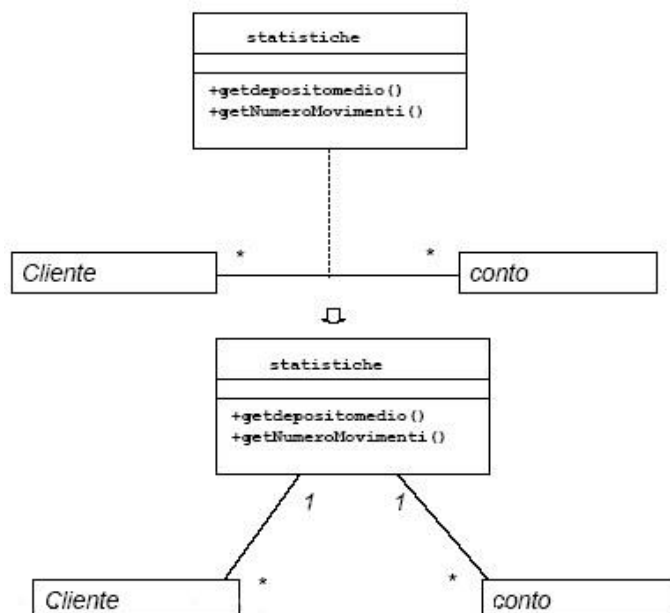 statistiche
+getdepositomedio()
+getNumeroMovimenti()
* *
Cliente conto
statistiche
+getdepositomedio()
+getNumeroMovimenti()
1 1
* *
Cliente conto